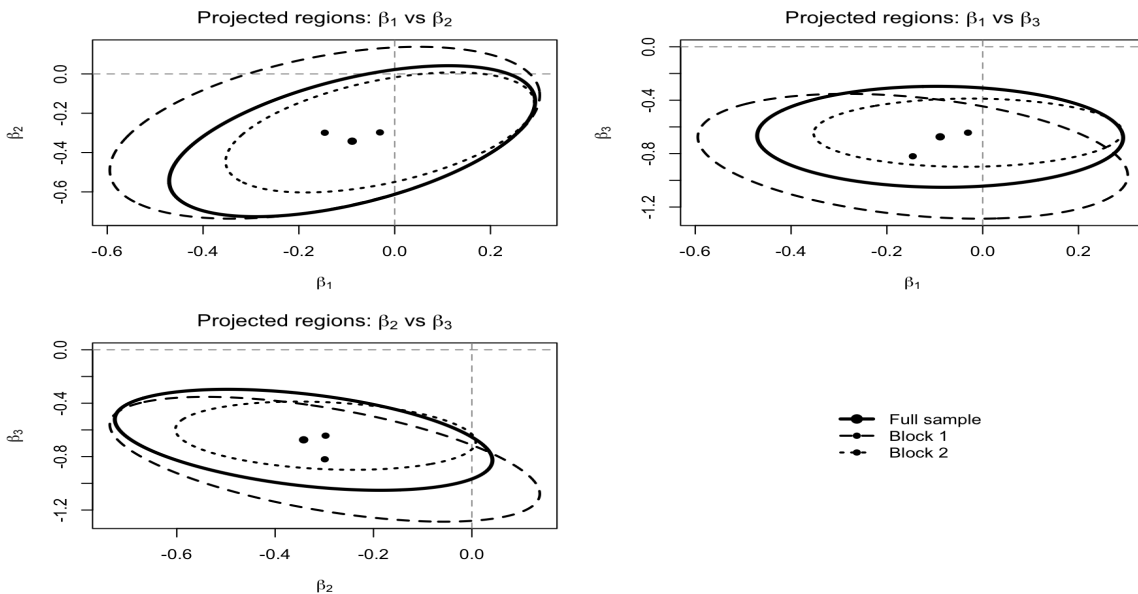 Projected regions: β₁ vs β₂
0.0
-0.2
-0.4
-0.6
β₂
-0.6 -0.4 -0.2 0.0 0.2
β₁
Projected regions: β₁ vs β₃
0.0
-0.4
-0.8
-1.2
β₃
-0.6 -0.4 -0.2 0.0 0.2
β₁
Projected regions: β₂ vs β₃
0.0
-0.4
-0.8
-1.2
β₃
-0.6 -0.4 -0.2 0.0
β₂
Full sample
Block 1
Block 2